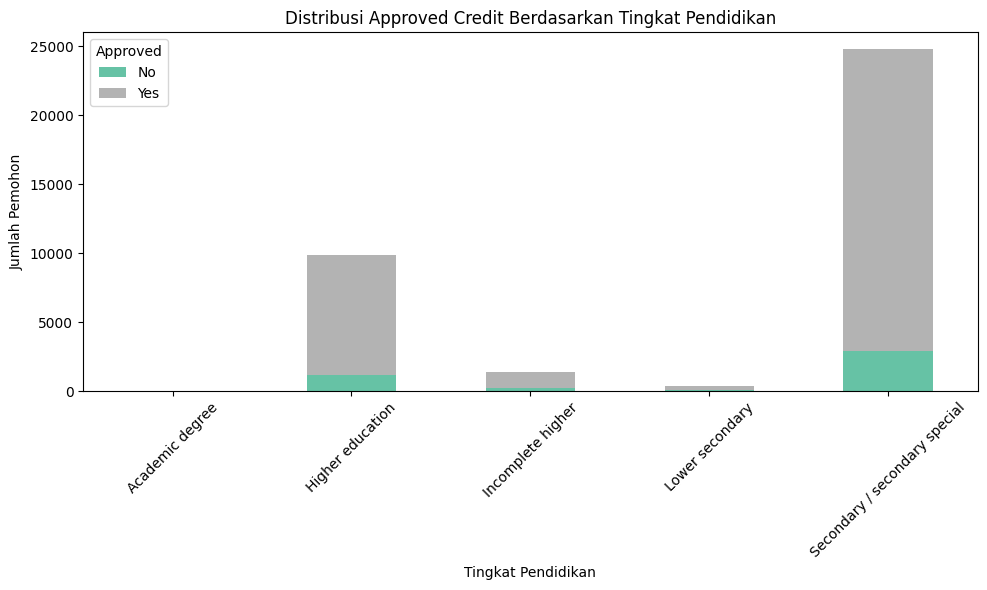 Distribusi Approved Credit Berdasarkan Tingkat Pendidikan
Approved
No
Yes
Jumlah Pemohon
25000
20000
15000
10000
5000
0
Academic degree
Higher education
Incomplete higher
Lower secondary
Secondary / secondary special
Tingkat Pendidikan